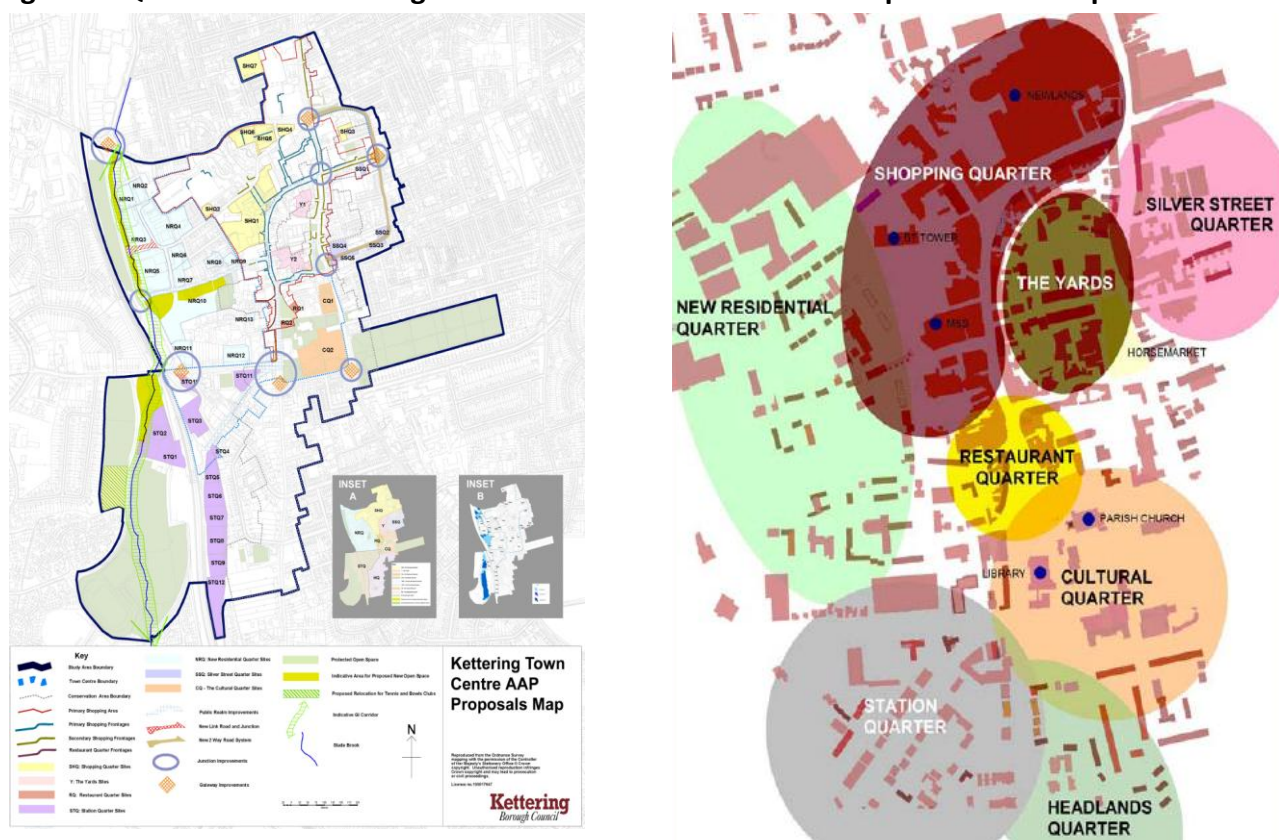 SHQ7
SHQ6
SHQ4
SHQ5
SHQ3
SSQ1
NRQ2
NRQ1
SHQ2
SHQ1
Y1
NRQ4
SSQ2
NRQ3
SSQ4
SSQ3
NRQ6
NRQ5
NRQ8
NRQ9
Y2
SSQ5
NRQ7
NRQ10
CQ1
RQ1
NRQ13
RQ2
NRQ11
NRQ12
CQ2
STQ11
STQ3
STQ2
STQ1
STQ4
STQ5
STQ6
STQ7
STQ8
STQ9
STQ12
INSET
A
INSET
B
Key
Study Area Boundary
Town Centre Boundary
Conservation Area Boundary
Primary Shopping Area
Primary Shopping Frontages
Secondary Shopping Frontages
Restaurant Quarter Frontages
SHQ: Shopping Quarter Sites
Y: The Yards Sites
RQ: Restaurant Quarter Sites
STQ: Station Quarter Sites
NRQ: New Residential Quarter Sites
SSQ: Silver Street Quarter Sites
CQ - The Cultural Quarter Sites
Public Realm Improvements
New Link Road and Junction
New 2 Way Road System
Junction Improvements
Gateway Improvements
Protected Open Space
Indicative Area for Proposed New Open Space
Proposed Relocation for Tennis and Bowls Clubs
Indicative GI Corridor
Slade Brook
N
Kettering Town
Centre AAP
Proposals Map
Kettering
Borough Council
NEWLANDS
SHOPPING QUARTER
SILVER STREET
QUARTER
BT TOWER
THE YARDS
NEW RESIDENTIAL
QUARTER
M&S
HORSEMARKET
RESTAURANT
QUARTER
PARISH CHURCH
LIBRARY
CULTURAL
QUARTER
STATION
QUARTER
HEADLANDS
QUARTER